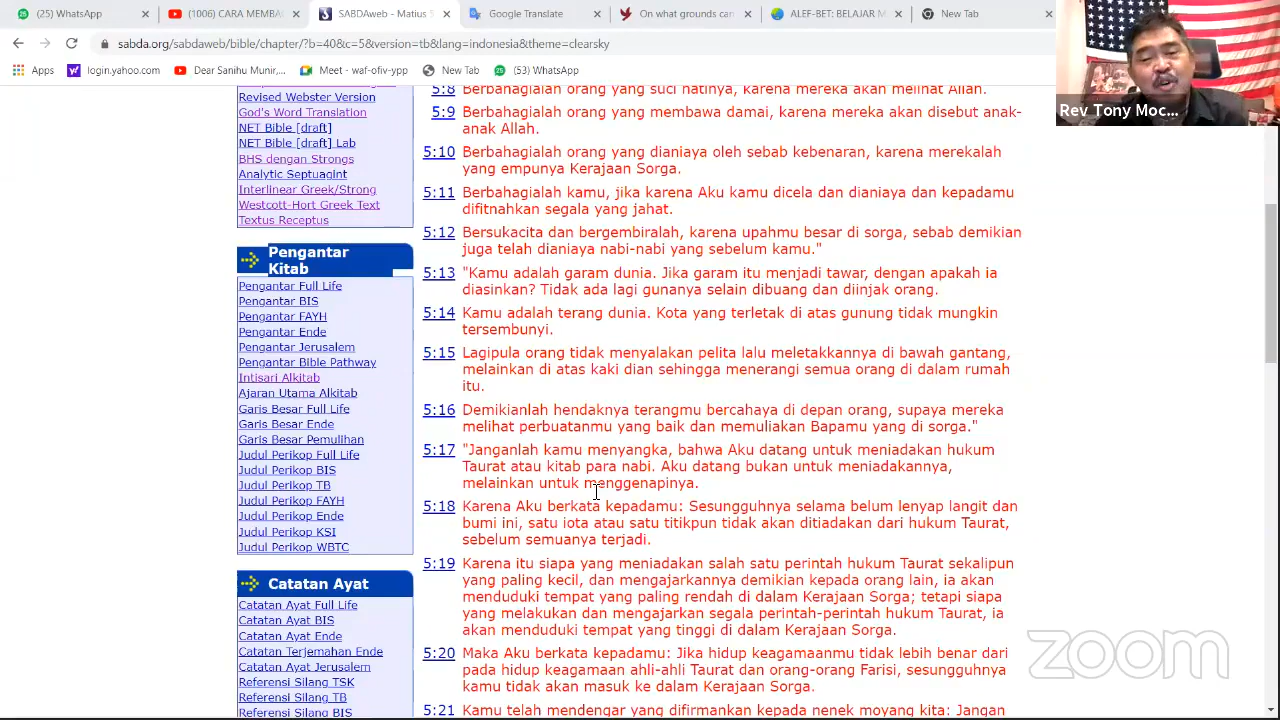 (25) WhatsApp
(1006) CARA MEMBA
SABDAweb - Matius 5
Google Translate
On what grounds can
ALEF-BET: BELAJAR M
New Tab
sabda.org/sabdaweb/bible/chapter/?b=40&c=5&version=tb&lang=indonesia&theme=clearsky
Apps
login.yahoo.com
Dear Sanihu Munir,...
Meet - waf-ofiv-ypp
New Tab
(53) WhatsApp
Rev Tony Moc...
Revised Webster Version
God's Word Translation
NET Bible [draft]
NET Bible [draft] Lab
BHS dengan Strongs
Analytic Septuagint
Interlinear Greek/Strong
Westcott-Hort Greek Text
Textus Receptus
Pengantar
Kitab
Pengantar Full Life
Pengantar BIS
Pengantar FAYH
Pengantar Ende
Pengantar Jerusalem
Pengantar Bible Pathway
Intisari Alkitab
Ajaran Utama Alkitab
Garis Besar Full Life
Garis Besar Ende
Garis Besar Pemulihan
Judul Perikop Full Life
Judul Perikop BIS
Judul Perikop TB
Judul Perikop FAYH
Judul Perikop Ende
Judul Perikop KSI
Judul Perikop WBTC
Catatan Ayat
Catatan Ayat Full Life
Catatan Ayat BIS
Catatan Ayat Ende
Catatan Terjemahan Ende
Catatan Ayat Jerusalem
Referensi Silang TSK
Referensi Silang TB
Referensi Silang BIS
5:8 Berbahagialah orang yang suci hatinya, karena mereka akan melihat Allah.
5:9 Berbahagialah orang yang membawa damai, karena mereka akan disebut anak-
anak Allah.
5:10 Berbahagialah orang yang dianiaya oleh sebab kebenaran, karena merekalah
yang empunya Kerajaan Sorga.
5:11 Berbahagialah kamu, jika karena Aku kamu dicela dan dianiaya dan kepadamu
difitnahkan segala yang jahat.
5:12 Bersukacita dan bergembiralah, karena upahmu besar di sorga, sebab demikian
juga telah dianiaya nabi-nabi yang sebelum kamu."
5:13 "Kamu adalah garam dunia. Jika garam itu menjadi tawar, dengan apakah ia
diasinkan? Tidak ada lagi gunanya selain dibuang dan diinjak orang.
5:14 Kamu adalah terang dunia. Kota yang terletak di atas gunung tidak mungkin
tersembunyi.
5:15 Lagipula orang tidak menyalakan pelita lalu meletakkannya di bawah gantang,
melainkan di atas kaki dian sehingga menerangi semua orang di dalam rumah
itu.
5:16 Demikianlah hendaknya terangmu bercahaya di depan orang, supaya mereka
melihat perbuatanmu yang baik dan memuliakan Bapamu yang di sorga."
5:17 "Janganlah kamu menyangka, bahwa Aku datang untuk meniadakan hukum
Taurat atau kitab para nabi. Aku datang bukan untuk meniadakannya,
melainkan untuk menggenapinya.
5:18 Karena Aku berkata kepadamu: Sesungguhnya selama belum lenyap langit dan
bumi ini, satu iota atau satu titikpun tidak akan ditiadakan dari hukum Taurat,
sebelum semuanya terjadi.
5:19 Karena itu siapa yang meniadakan salah satu perintah hukum Taurat sekalipun
yang paling kecil, dan mengajarkannya demikian kepada orang lain, ia akan
menduduki tempat yang paling rendah di dalam Kerajaan Sorga; tetapi siapa
yang melakukan dan mengajarkan segala perintah-perintah hukum Taurat, ia
akan menduduki tempat yang tinggi di dalam Kerajaan Sorga.
5:20 Maka Aku berkata kepadamu: Jika hidup keagamaanmu tidak lebih benar dari
pada hidup keagamaan ahli-ahli Taurat dan orang-orang Farisi, sesungguhnya
kamu tidak akan masuk ke dalam Kerajaan Sorga.
5:21 Kamu telah mendengar yang difirmankan kepada nenek moyang kita: Jangan
zoom